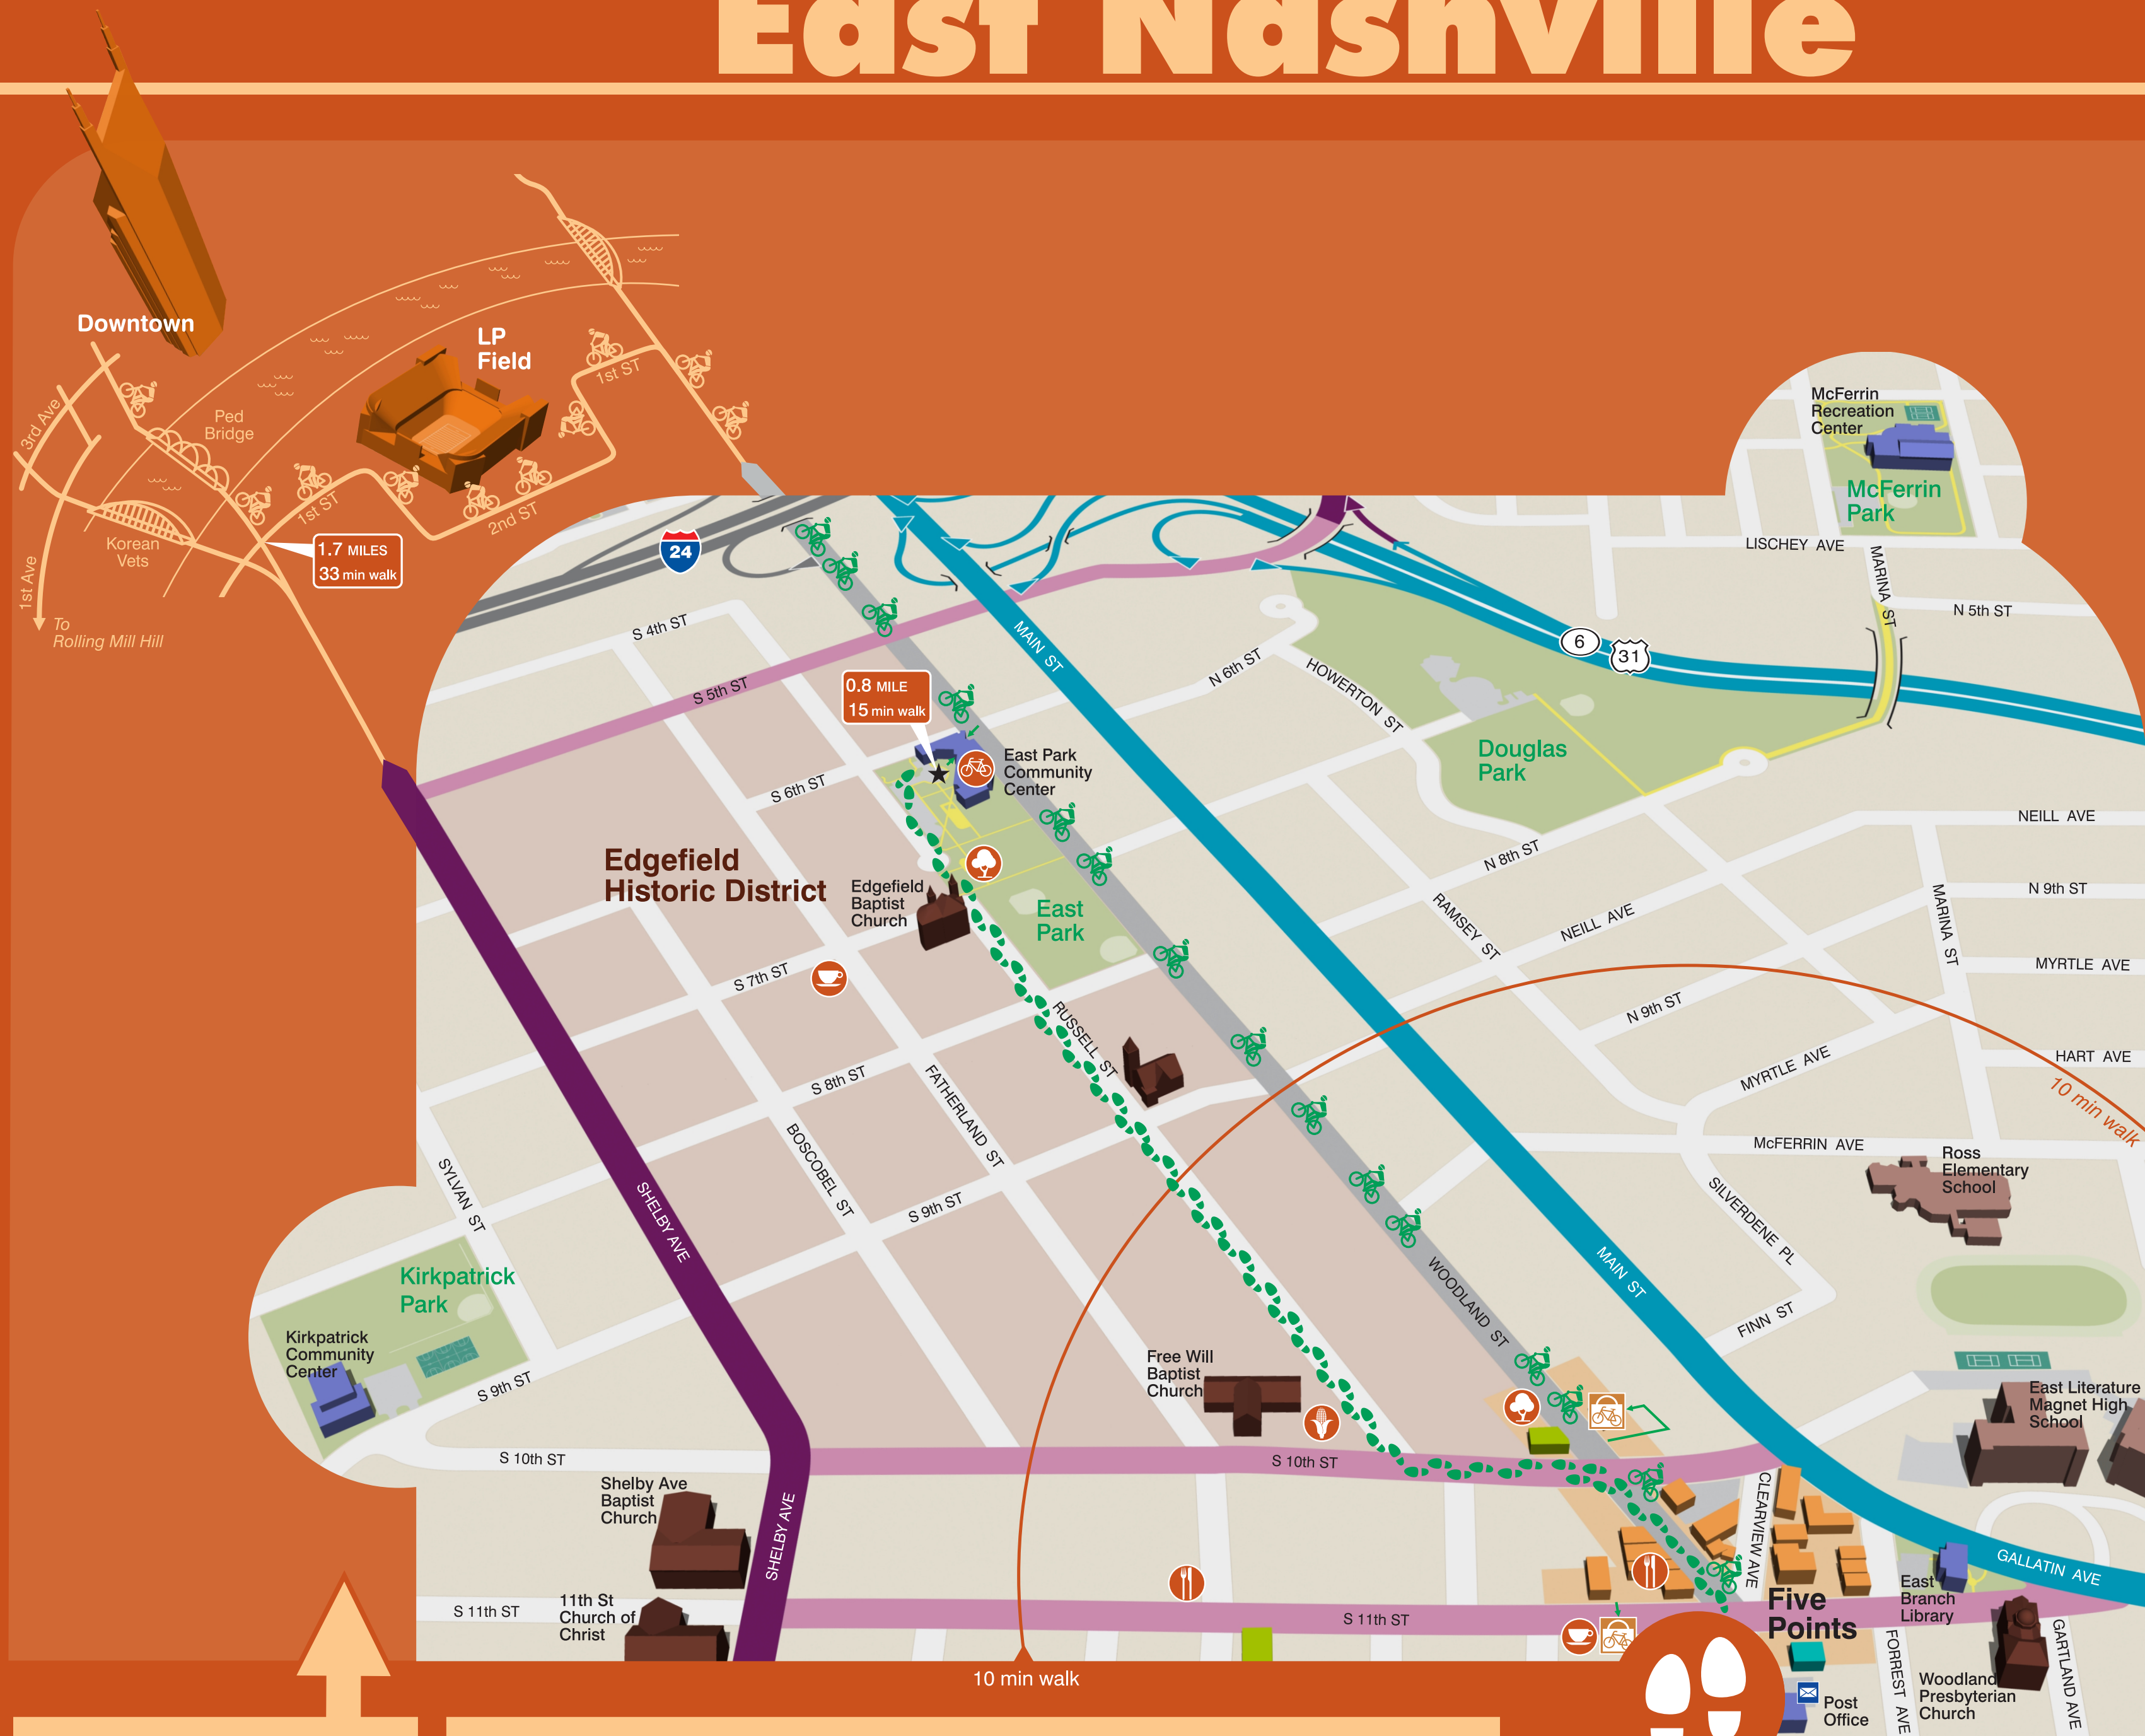 East Nashville
Downtown
LP
Field
1st ST
3rd Ave
Ped
Bridge
1st ST
2nd ST
Korean
Vets
1st Ave
1.7 MILES
33 min walk
To
Rolling Mill Hill
24
McFerrin
Recreation
Center
McFerrin
Park
LISCHEY AVE
MARINA ST
N 5th ST
S 4th ST
MAIN ST
6
31
S 5th ST
0.8 MILE
15 min walk
N 6th ST
HOWERTON ST
Douglas
Park
S 6th ST
East Park
Community
Center
NEILL AVE
Edgefield
Historic District
Edgefield
Baptist
Church
East
Park
N 8th ST
RAMSEY ST
NEILL AVE
MARINA ST
N 9th ST
S 7th ST
MYRTLE AVE
N 9th ST
RUSSELL ST
HART AVE
MYRTLE AVE
10 min walk
S 8th ST
FATHERLAND ST
BOSCOBEL ST
McFERRIN AVE
Ross
Elementary
School
SYLVAN ST
SHELBY AVE
S 9th ST
SILVERDENE PL
Kirkpatrick
Park
WOODLAND ST
MAIN ST
FINN ST
Kirkpatrick
Community
Center
S 9th ST
Free Will
Baptist
Church
East Literature
Magnet High
School
S 10th ST
S 10th ST
Shelby Ave
Baptist
Church
SHELBY AVE
CLEARVIEW AVE
GALLATIN AVE
East
Branch
Library
11th St
Church of
Christ
S 11th ST
S 11th ST
Five
Points
FORREST AVE
GARTLAND AVE
10 min walk
Woodland
Presbyterian
Church
Post
Office